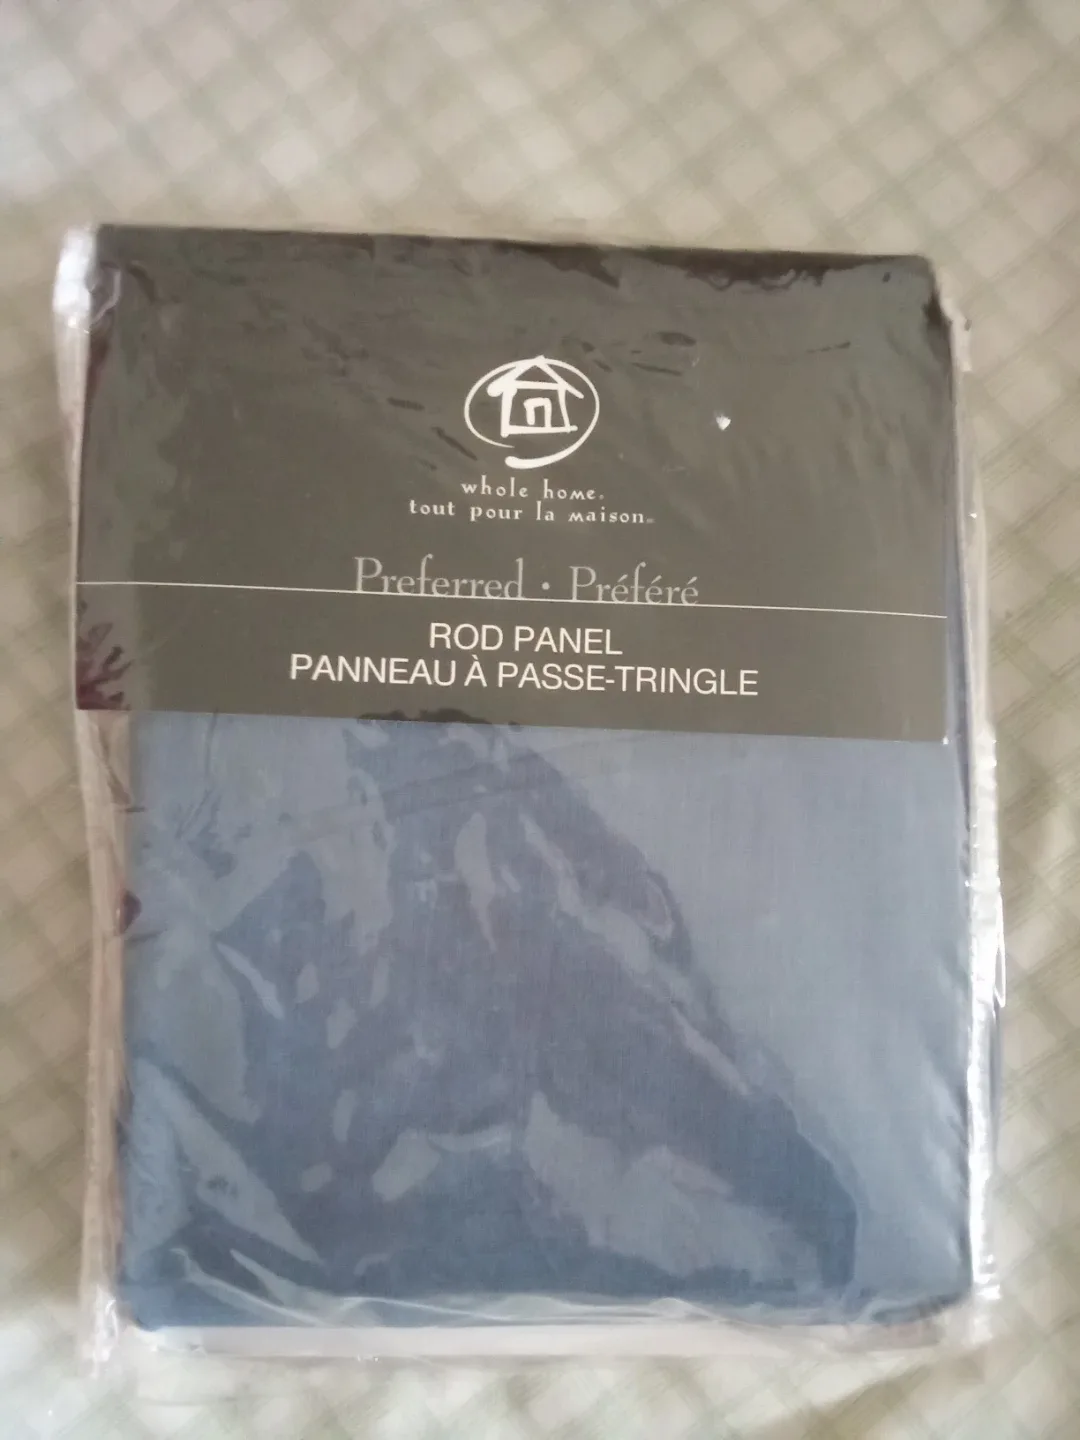 whole home.
tout pour la maison
Preferred • Préféré
ROD PANEL
PANNEAU À PASSE-TRINGLE